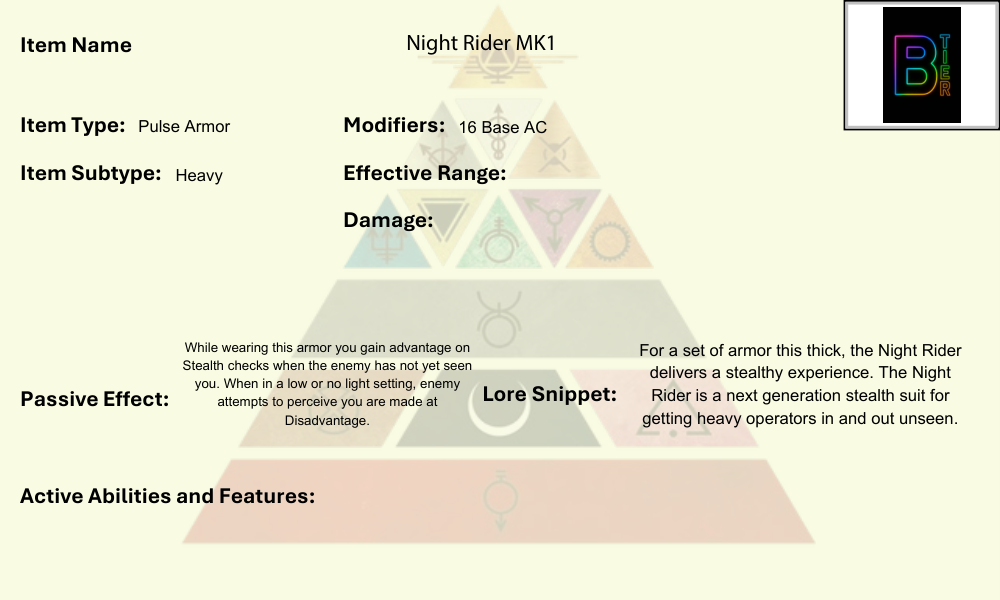 Item Name
Night Rider MK1
B
TIER
Item Type: Pulse Armor
Modifiers: 16 Base AC
Item Subtype: Heavy
Effective Range:
Damage:
Passive Effect:
While wearing this armor you gain advantage on
Stealth checks when the enemy has not yet seen
you. When in a low or no light setting, enemy
attempts to perceive you are made at
Disadvantage.
Lore Snippet:
For a set of armor this thick, the Night Rider
delivers a stealthy experience. The Night
Rider is a next generation stealth suit for
getting heavy operators in and out unseen.
Active Abilities and Features: